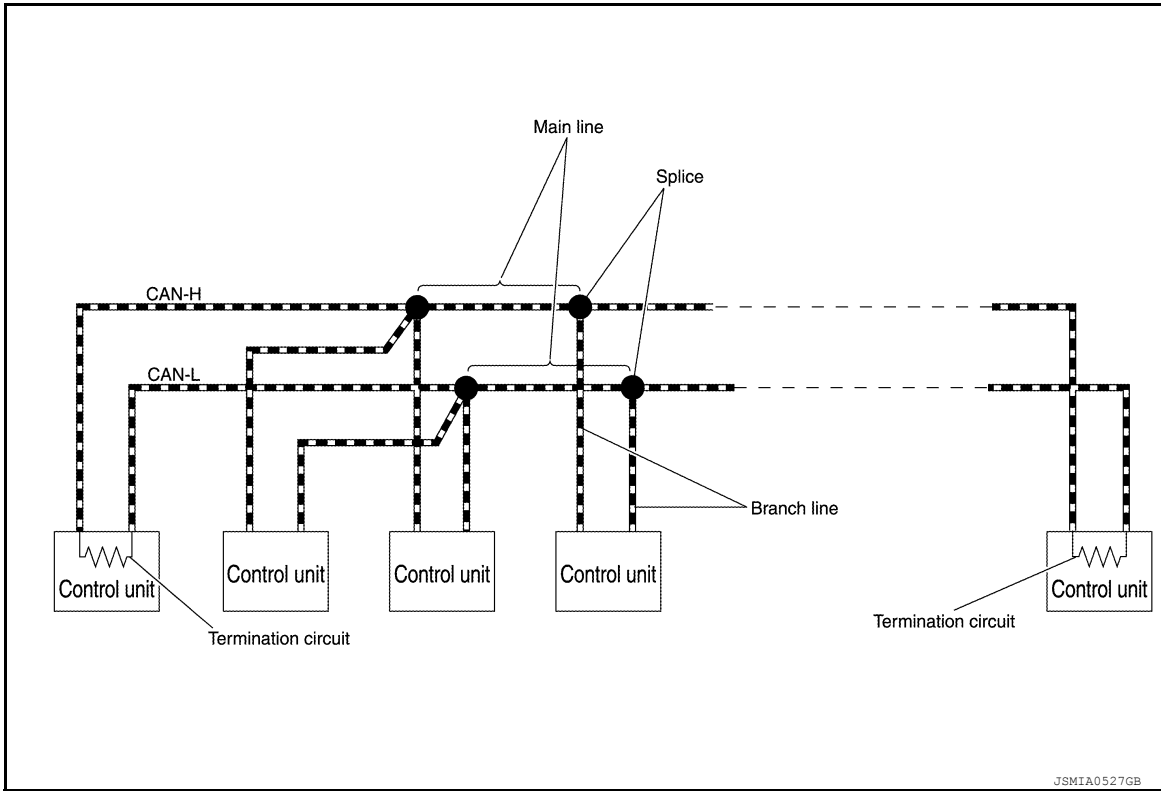 Main line
Splice
CAN-H
CAN-L
Branch line
Control unit
Control unit
Control unit
Control unit
Control unit
Termination circuit
Termination circuit
JSMIA0527GB